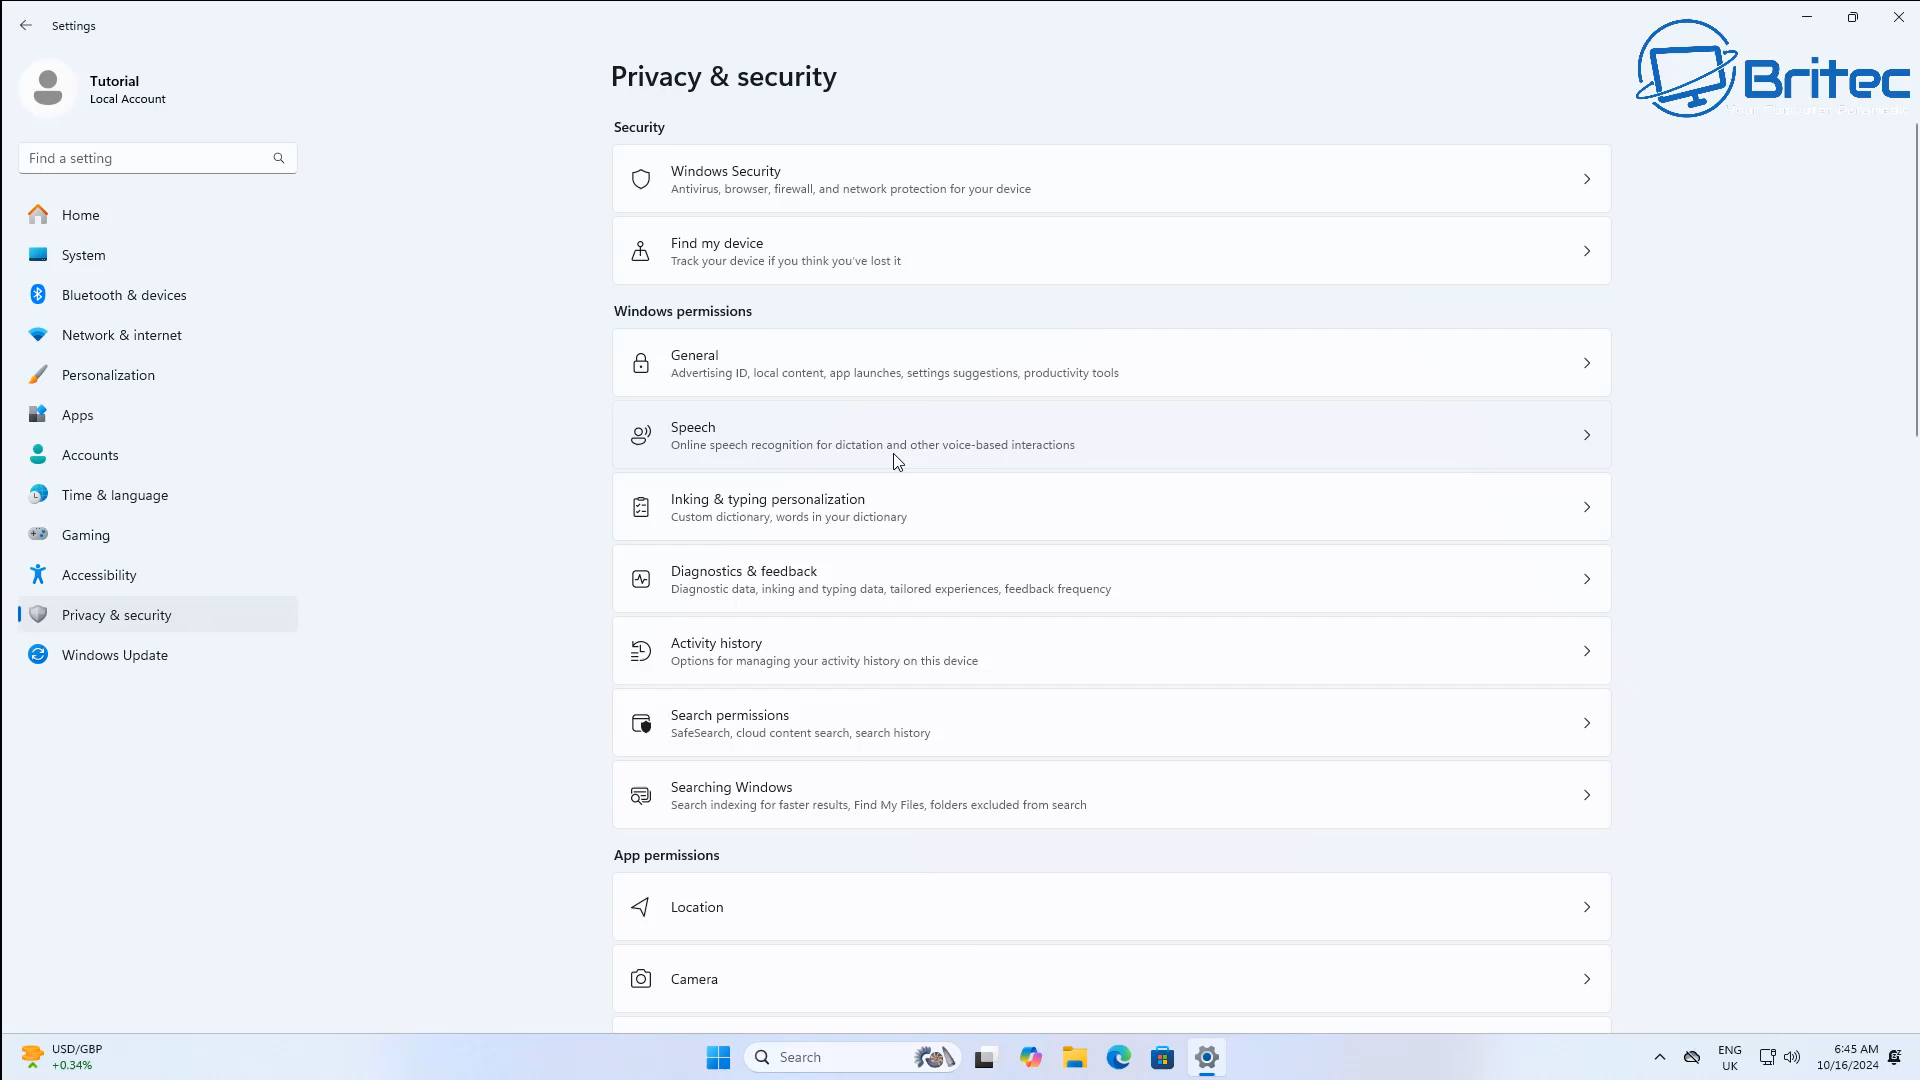 Settings
Tutorial
Local Account
Find a setting
Home
System
Bluetooth & devices
Network & internet
Personalization
Apps
Accounts
Time & language
Gaming
Accessibility
Privacy & security
Windows Update
Privacy & security
Security
Windows Security
Antivirus, browser, firewall, and network protection for your device
Find my device
Track your device if you think you've lost it
Windows permissions
General
Advertising ID, local content, app launches, settings suggestions, productivity tools
Speech
Online speech recognition for dictation and other voice-based interactions
Inking & typing personalization
Custom dictionary, words in your dictionary
Diagnostics & feedback
Diagnostic data, inking and typing data, tailored experiences, feedback frequency
Activity history
Options for managing your activity history on this device
Search permissions
SafeSearch, cloud content search, search history
Searching Windows
Search indexing for faster results, Find My Files, folders excluded from search
App permissions
Location
Camera
Britec
Your Computer Paramedic
USD/GBP
+0.34%
Search
ENG
UK
6:45 AM
10/16/2024